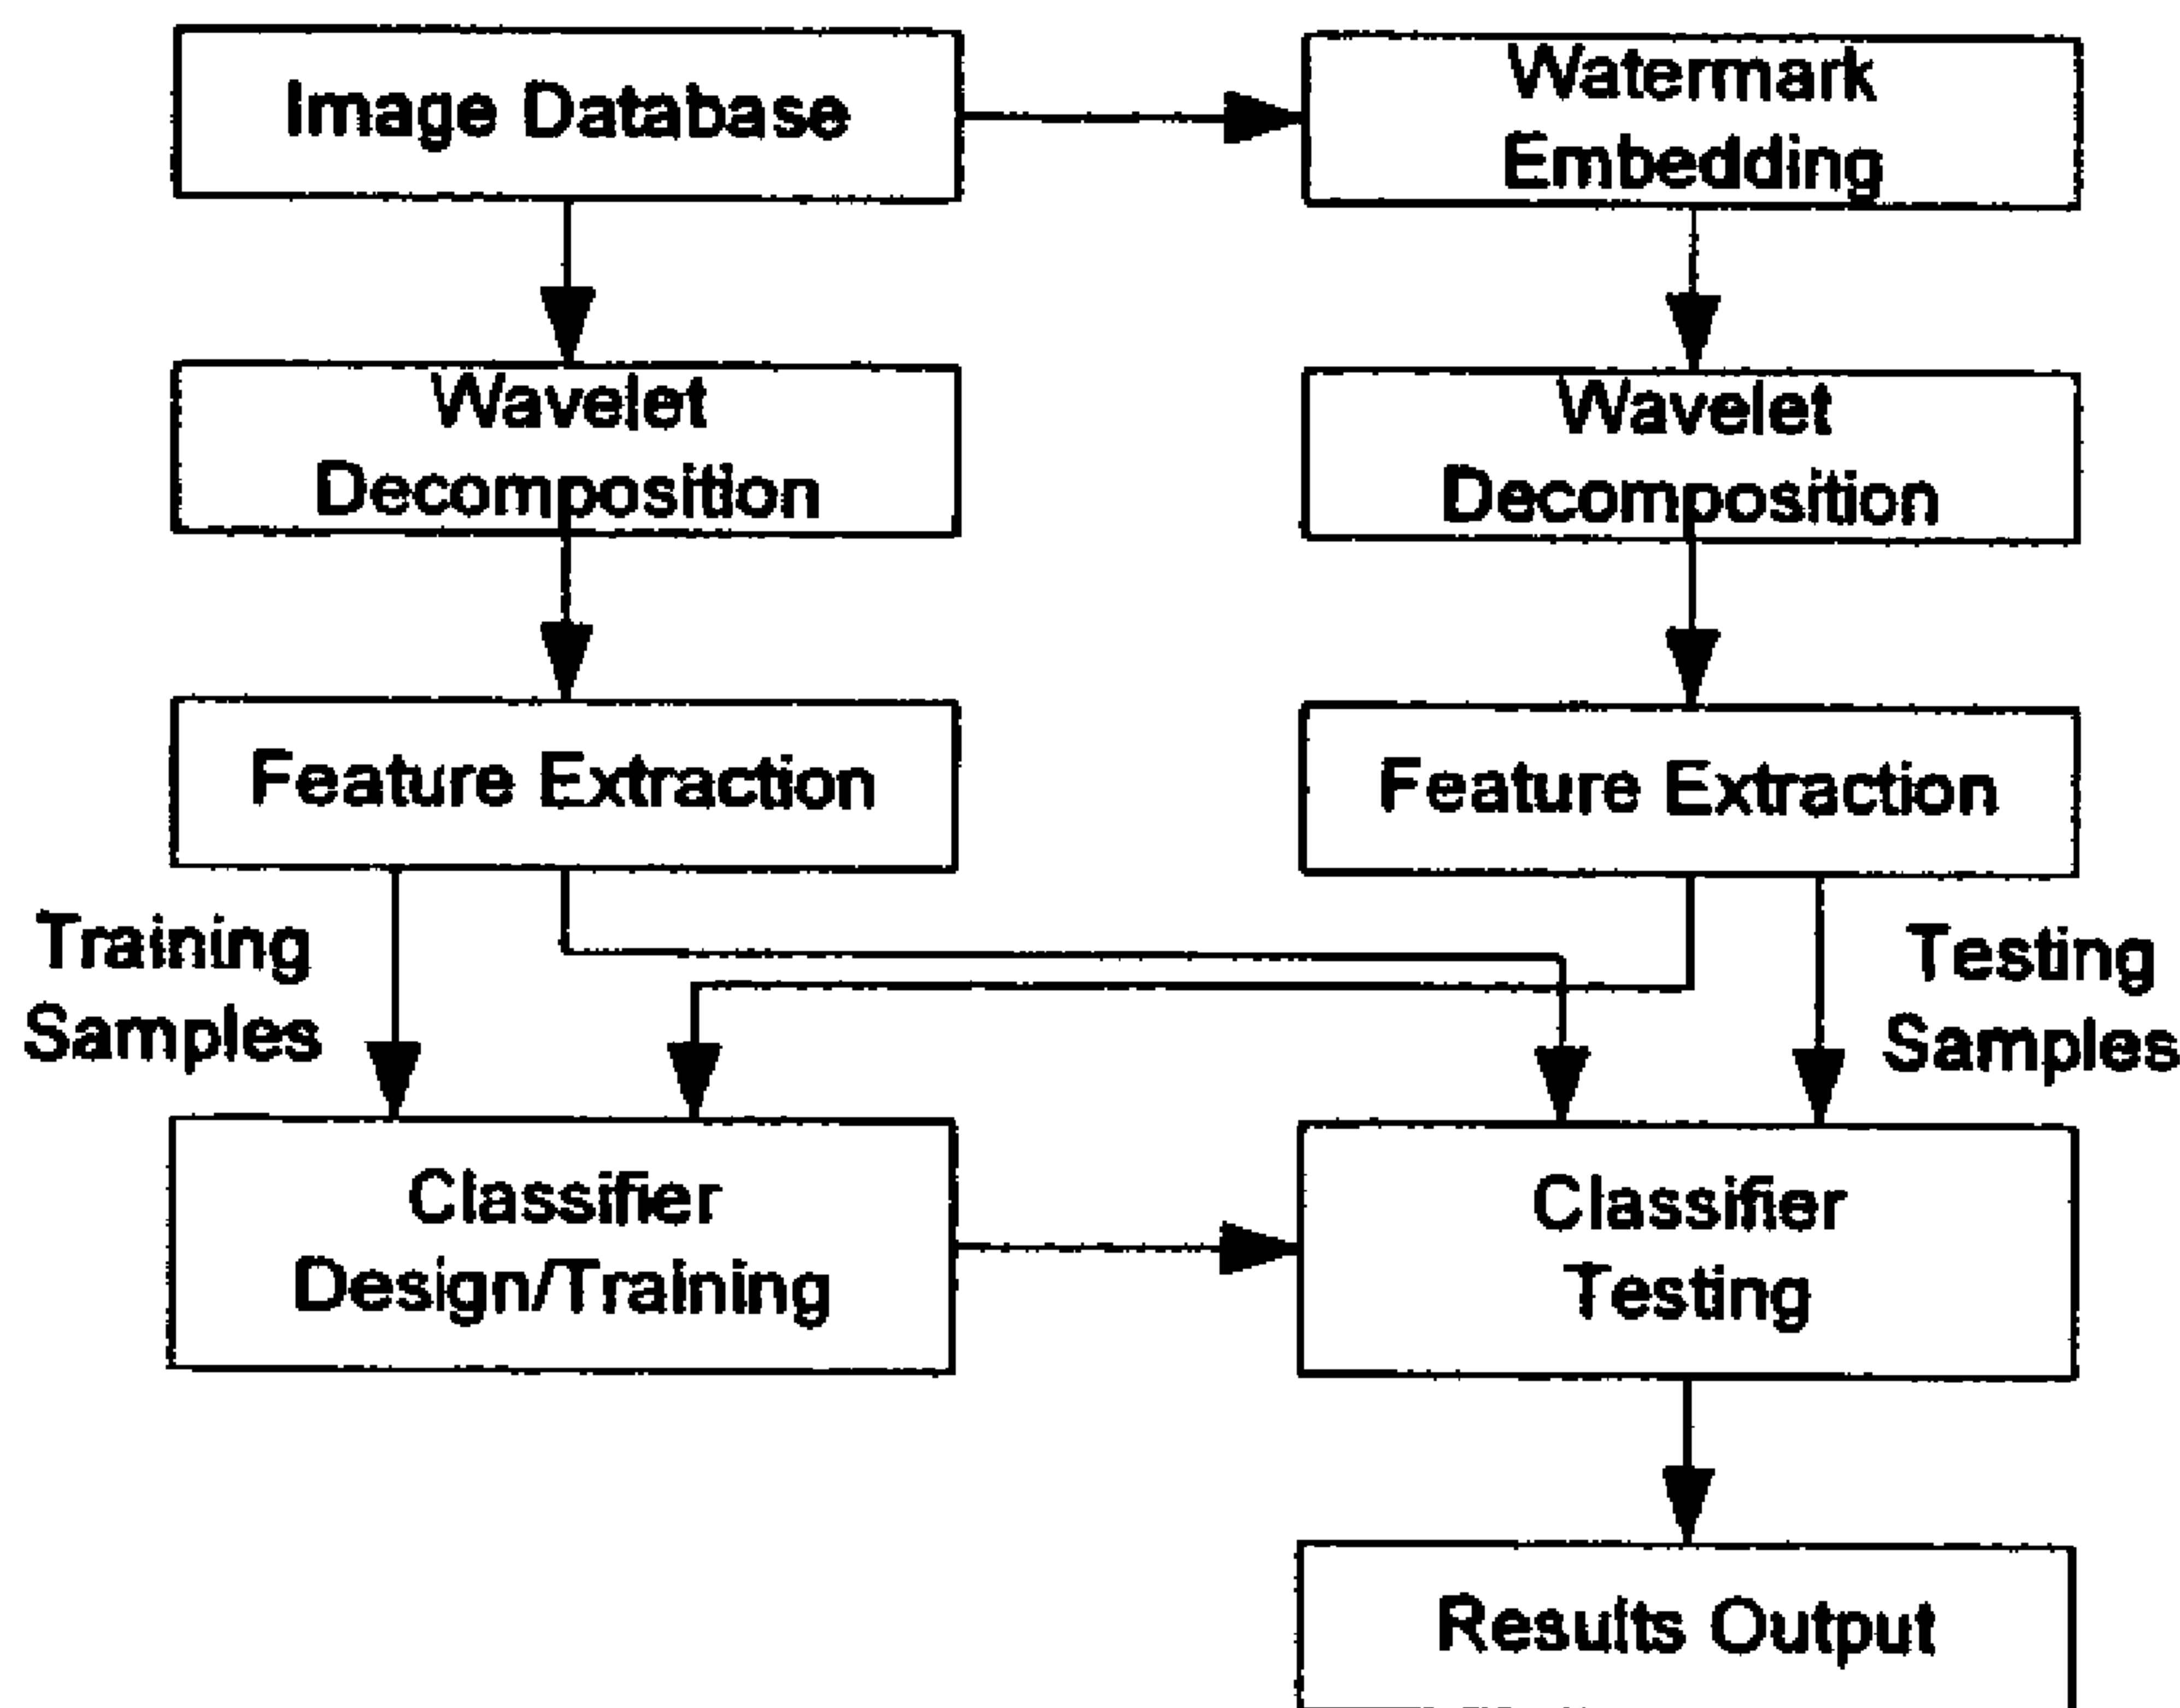 Image Database
Watermark
Embedding
Wavelet
Decomposition
Wavelet
Decomposition
Feature Extraction
Feature Extraction
Training
Samples
Testing
Samples
Classifier
Design/Training
Classifier
Testing
Results Output